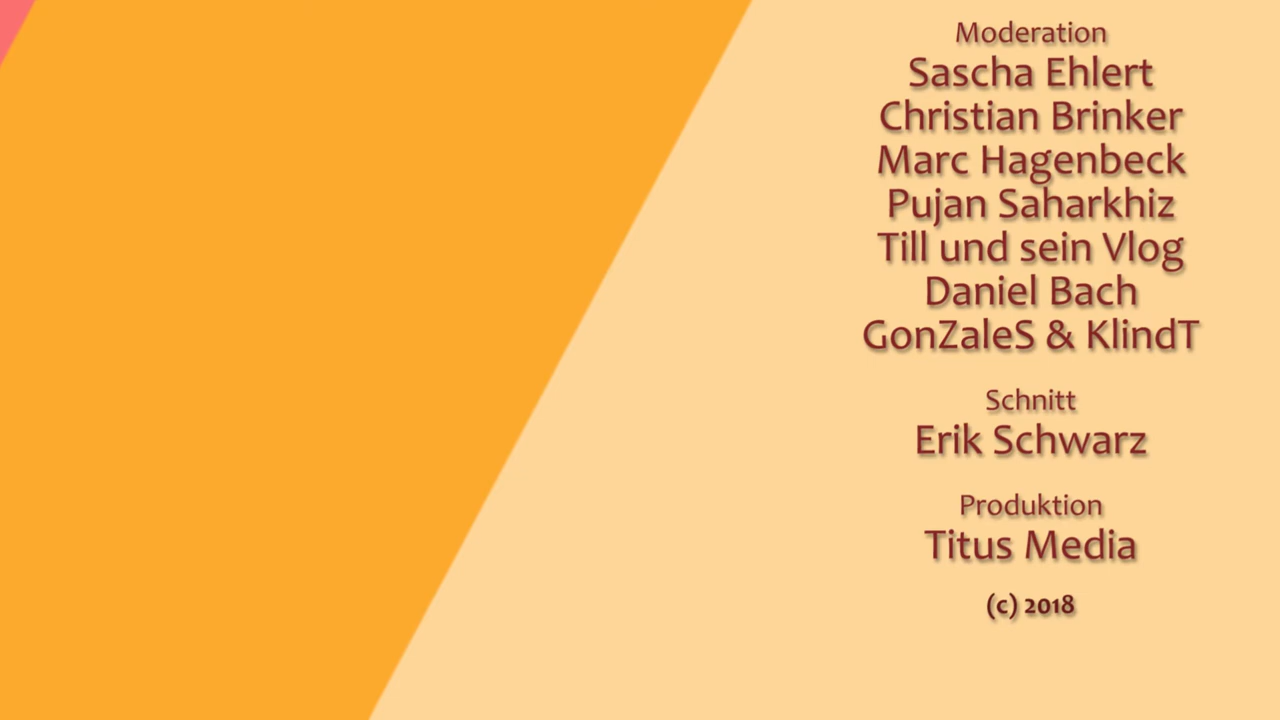 Moderation
Sascha Ehlert
Christian Brinker
Marc Hagenbeck
Pujan Saharkhiz
Till und sein Vlog
Daniel Bach
GonZaleS & KlindT
Schnitt
Erik Schwarz
Produktion
Titus Media
(c) 2018